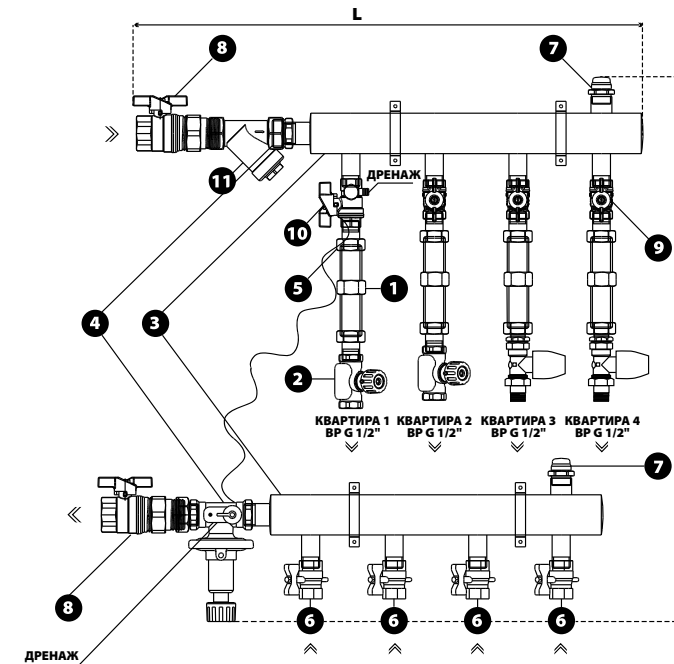 L
8
7
11
ДРЕНАЖ
10
9
5
1
4
3
2
КВАРТИРА 1
ВР G 1/2"
КВАРТИРА 2
ВР G 1/2"
КВАРТИРА 3
ВР G 1/2"
КВАРТИРА 4
ВР G 1/2"
7
8
6
6
6
6
ДРЕНАЖ